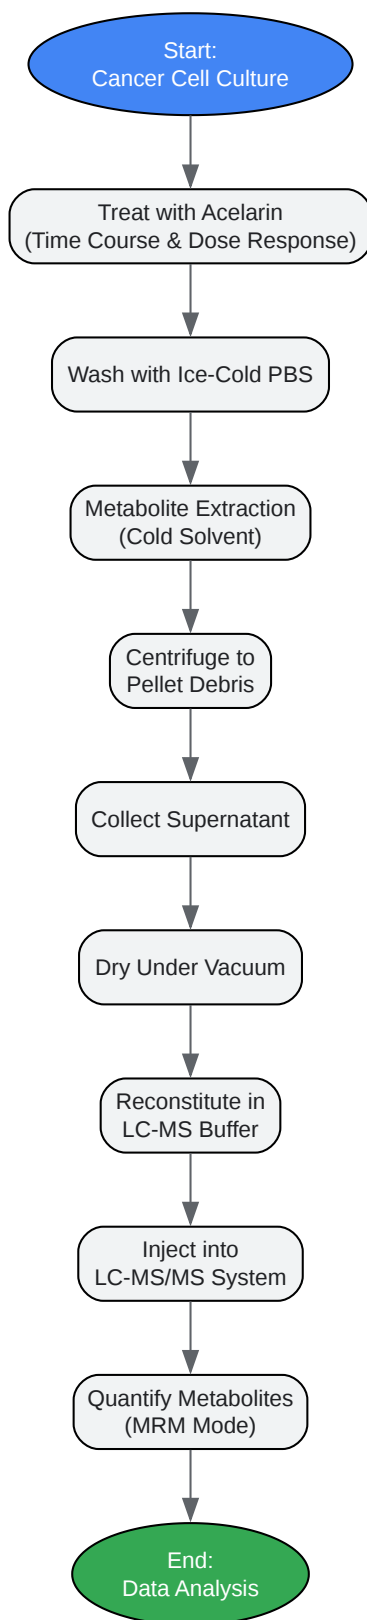 Start:
Cancer Cell Culture
Treat with Acelarin
(Time Course & Dose Response)
Wash with Ice-Cold PBS
Metabolite Extraction
(Cold Solvent)
Centrifuge to
Pellet Debris
Collect Supernatant
Dry Under Vacuum
Reconstitute in
LC-MS Buffer
Inject into
LC-MS/MS System
Quantify Metabolites
(MRM Mode)
End:
Data Analysis